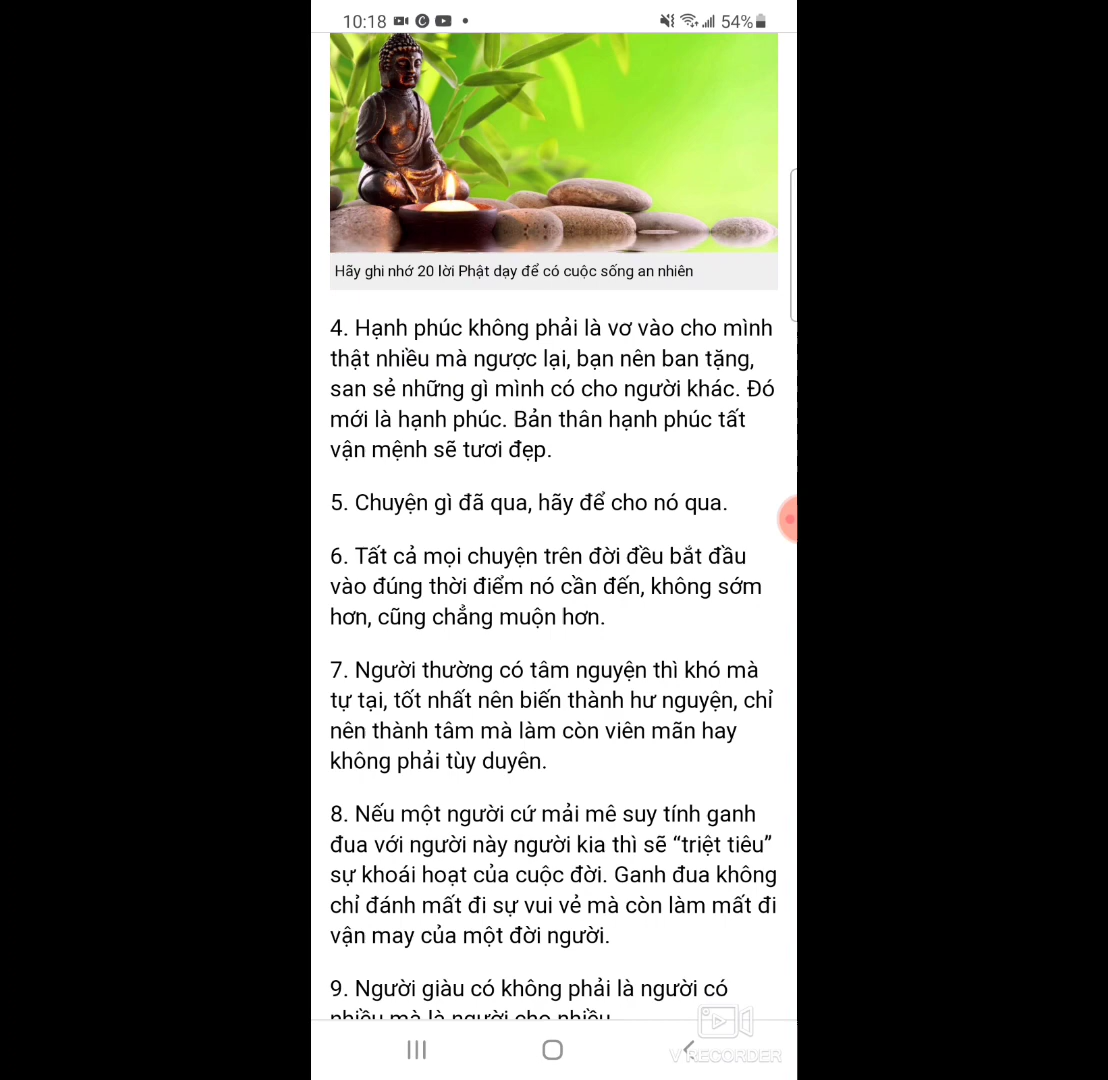 10:18
54%
Hãy ghi nhớ 20 lời Phật dạy để có cuộc sống an nhiên
4. Hạnh phúc không phải là vơ vào cho mình
thật nhiều mà ngược lại, bạn nên ban tặng,
san sẻ những gì mình có cho người khác. Đó
mới là hạnh phúc. Bản thân hạnh phúc tất
vận mệnh sẽ tươi đẹp.
5. Chuyện gì đã qua, hãy để cho nó qua.
6. Tất cả mọi chuyện trên đời đều bắt đầu
vào đúng thời điểm nó cần đến, không sớm
hơn, cũng chẳng muộn hơn.
7. Người thường có tâm nguyện thì khó mà
tự tại, tốt nhất nên biến thành hư nguyện, chỉ
nên thành tâm mà làm còn viên mãn hay
không phải tùy duyên.
8. Nếu một người cứ mải mê suy tính ganh
đua với người này người kia thì sẽ “triệt tiêu”
sự khoái hoạt của cuộc đời. Ganh đua không
chỉ đánh mất đi sự vui vẻ mà còn làm mất đi
vận may của một đời người.
9. Người giàu có không phải là người có
nhiều mà là người cho nhiều
V RECORDER